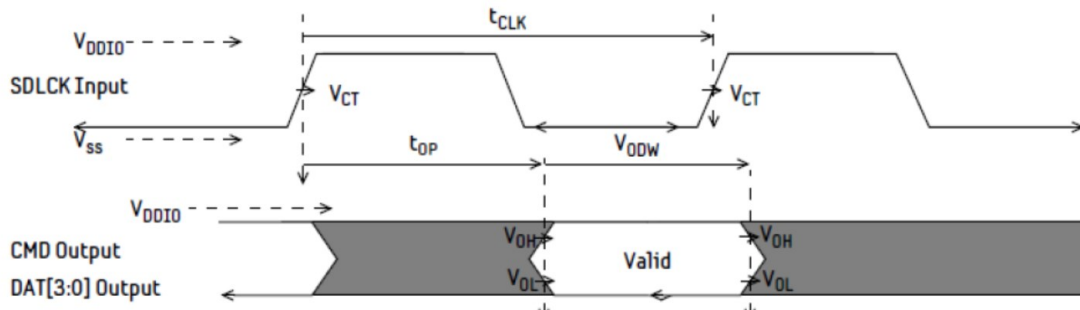 tCLK
VDDIO
SDLCK Input
VCT
VCT
Vss
tOP
VODW
VDDIO
CMD Output
VOH
VOH
Valid
DAT[3:0] Output
VOL
VOL